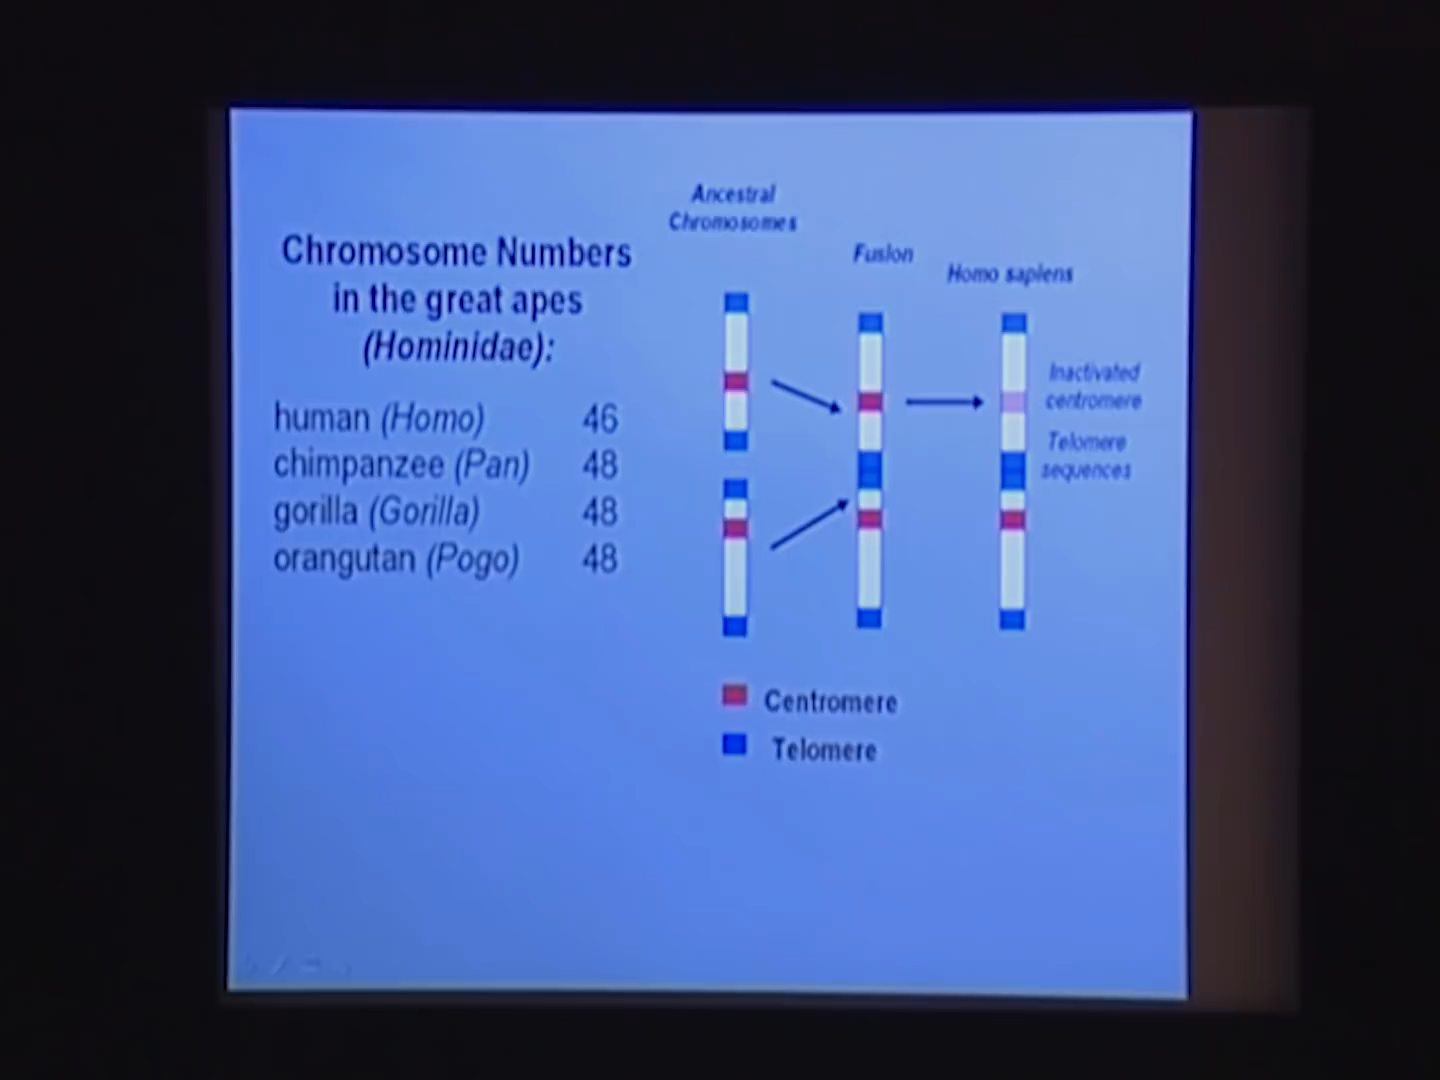 Chromosome Numbers
in the great apes
(Hominidae):
human (Homo) 46
chimpanzee (Pan) 48
gorilla (Gorilla) 48
orangutan (Pogo) 48
Ancestral
Chromosomes
Fusion
Homo sapiens
Inactivated
centromere
Telomere
sequences
Centromere
Telomere